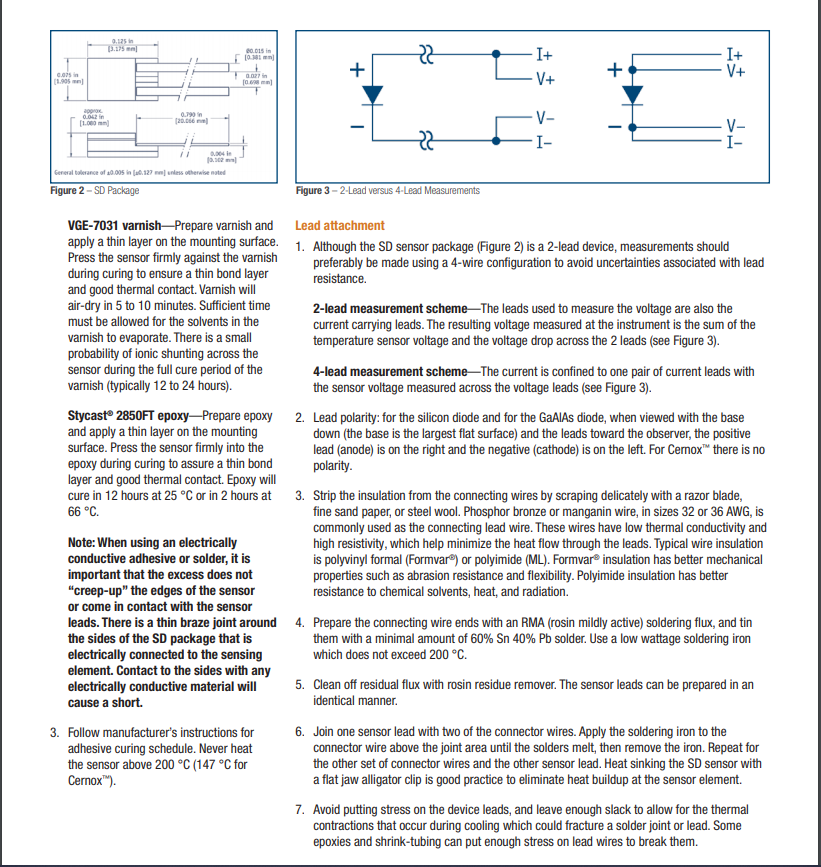 0.125 in
[3.175 mm]
Ø0.015 in
[0.381 mm]
0.075 in
[1.905 mm]
0.027 in
[0.698 mm]
approx.
0.042 in
[1.080 mm]
0.790 in
[20.066 mm]
0.004 in
[0.102 mm]
General tolerance of ±0.005 in [±0.127 mm] unless otherwise noted
Figure 2 – SD Package
+
–
I+
V+
V–
I–
+
–
I+
V+
V–
I–
Figure 3 – 2-Lead versus 4-Lead Measurements
VGE-7031 varnish—Prepare varnish and
apply a thin layer on the mounting surface.
Press the sensor firmly against the varnish
during curing to ensure a thin bond layer
and good thermal contact. Varnish will
air-dry in 5 to 10 minutes. Sufficient time
must be allowed for the solvents in the
varnish to evaporate. There is a small
probability of ionic shunting across the
sensor during the full cure period of the
varnish (typically 12 to 24 hours).
Stycast® 2850FT epoxy—Prepare epoxy
and apply a thin layer on the mounting
surface. Press the sensor firmly into the
epoxy during curing to assure a thin bond
layer and good thermal contact. Epoxy will
cure in 12 hours at 25 °C or in 2 hours at
66 °C.
Note: When using an electrically
conductive adhesive or solder, it is
important that the excess does not
“creep-up” the edges of the sensor
or come in contact with the sensor
leads. There is a thin braze joint around
the sides of the SD package that is
electrically connected to the sensing
element. Contact to the sides with any
electrically conductive material will
cause a short.
3. Follow manufacturer’s instructions for
adhesive curing schedule. Never heat
the sensor above 200 °C (147 °C for
Cernox™).
Lead attachment
1. Although the SD sensor package (Figure 2) is a 2-lead device, measurements should
preferably be made using a 4-wire configuration to avoid uncertainties associated with lead
resistance.
2-lead measurement scheme—The leads used to measure the voltage are also the
current carrying leads. The resulting voltage measured at the instrument is the sum of the
temperature sensor voltage and the voltage drop across the 2 leads (see Figure 3).
4-lead measurement scheme—The current is confined to one pair of current leads with
the sensor voltage measured across the voltage leads (see Figure 3).
2. Lead polarity: for the silicon diode and for the GaAlAs diode, when viewed with the base
down (the base is the largest flat surface) and the leads toward the observer, the positive
lead (anode) is on the right and the negative (cathode) is on the left. For Cernox™ there is no
polarity.
3. Strip the insulation from the connecting wires by scraping delicately with a razor blade,
fine sand paper, or steel wool. Phosphor bronze or manganin wire, in sizes 32 or 36 AWG, is
commonly used as the connecting lead wire. These wires have low thermal conductivity and
high resistivity, which help minimize the heat flow through the leads. Typical wire insulation
is polyvinyl formal (Formvar®) or polyimide (ML). Formvar® insulation has better mechanical
properties such as abrasion resistance and flexibility. Polyimide insulation has better
resistance to chemical solvents, heat, and radiation.
4. Prepare the connecting wire ends with an RMA (rosin mildly active) soldering flux, and tin
them with a minimal amount of 60% Sn 40% Pb solder. Use a low wattage soldering iron
which does not exceed 200 °C.
5. Clean off residual flux with rosin residue remover. The sensor leads can be prepared in an
identical manner.
6. Join one sensor lead with two of the connector wires. Apply the soldering iron to the
connector wire above the joint area until the solders melt, then remove the iron. Repeat for
the other set of connector wires and the other sensor lead. Heat sinking the SD sensor with
a flat jaw alligator clip is good practice to eliminate heat buildup at the sensor element.
7. Avoid putting stress on the device leads, and leave enough slack to allow for the thermal
contractions that occur during cooling which could fracture a solder joint or lead. Some
epoxies and shrink-tubing can put enough stress on lead wires to break them.